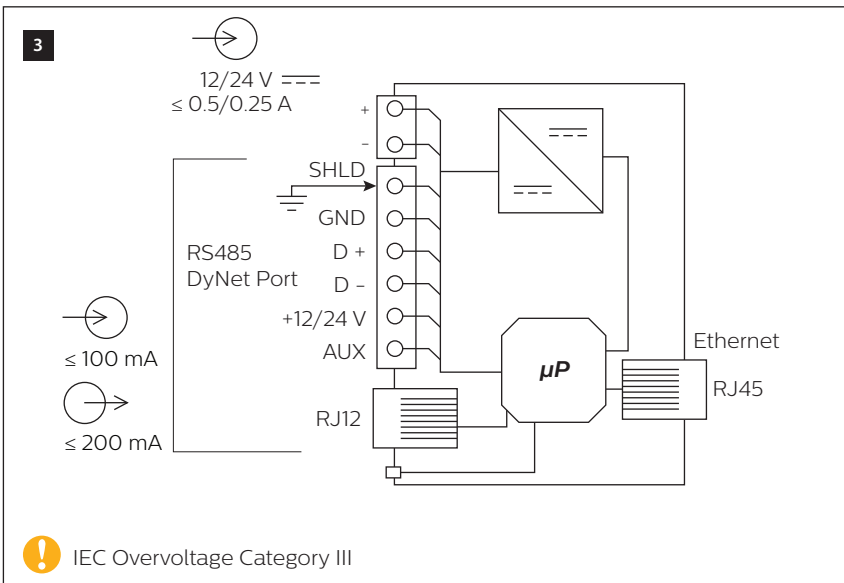 3
12/24 V
≤ 0.5/0.25 A
+
-
SHLD
GND
D +
D -
+12/24 V
AUX
RS485
DyNet Port
≤ 100 mA
≤ 200 mA
RJ12
µP
Ethernet
RJ45
! IEC Overvoltage Category III